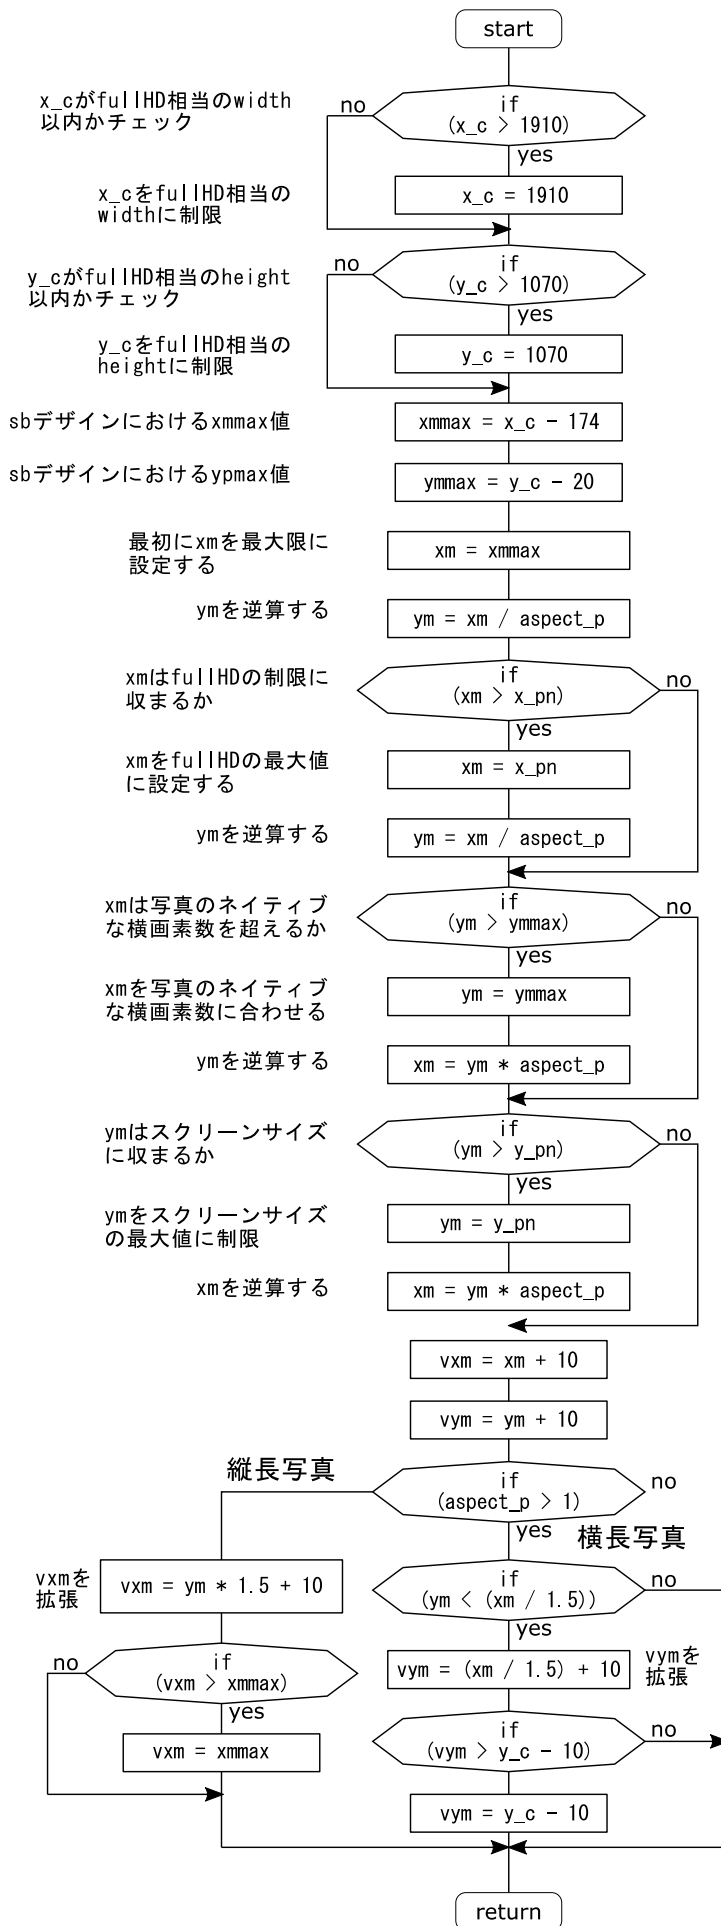 start
x_cがfullHD相当のwidth
以内かチェック
no
if
(x_c > 1910)
yes
x_cをfullHD相当の
widthに制限
x_c = 1910
y_cがfullHD相当のheight
以内かチェック
no
if
(y_c > 1070)
yes
y_cをfullHD相当の
heightに制限
y_c = 1070
sbデザインにおけるxmmax値
xmmax = x_c - 174
sbデザインにおけるypmax値
ymmax = y_c - 20
最初にxmを最大限に
設定する
xm = xmmax
ymを逆算する
ym = xm / aspect_p
xmはfullHDの制限に
収まるか
if
(xm > x_pn)
no
yes
xmをfullHDの最大値
に設定する
xm = x_pn
ymを逆算する
ym = xm / aspect_p
xmは写真のネイティブ
な横画素数を超えるか
if
(ym > ymmax)
no
yes
xmを写真のネイティブ
な横画素数に合わせる
ym = ymmax
ymを逆算する
xm = ym * aspect_p
ymはスクリーンサイズ
に収まるか
if
(ym > y_pn)
no
yes
ymをスクリーンサイズ
の最大値に制限
ym = y_pn
xmを逆算する
xm = ym * aspect_p
vxm = xm + 10
vym = ym + 10
縦長写真
if
(aspect_p > 1)
no
yes
横長写真
vxmを
拡張
vxm = ym * 1.5 + 10
if
(ym < (xm / 1.5))
no
yes
no
if
(vxm > xmmax)
yes
vym = (xm / 1.5) + 10
vymを
拡張
vxm = xmmax
if
(vym > y_c - 10)
no
vym = y_c - 10
return